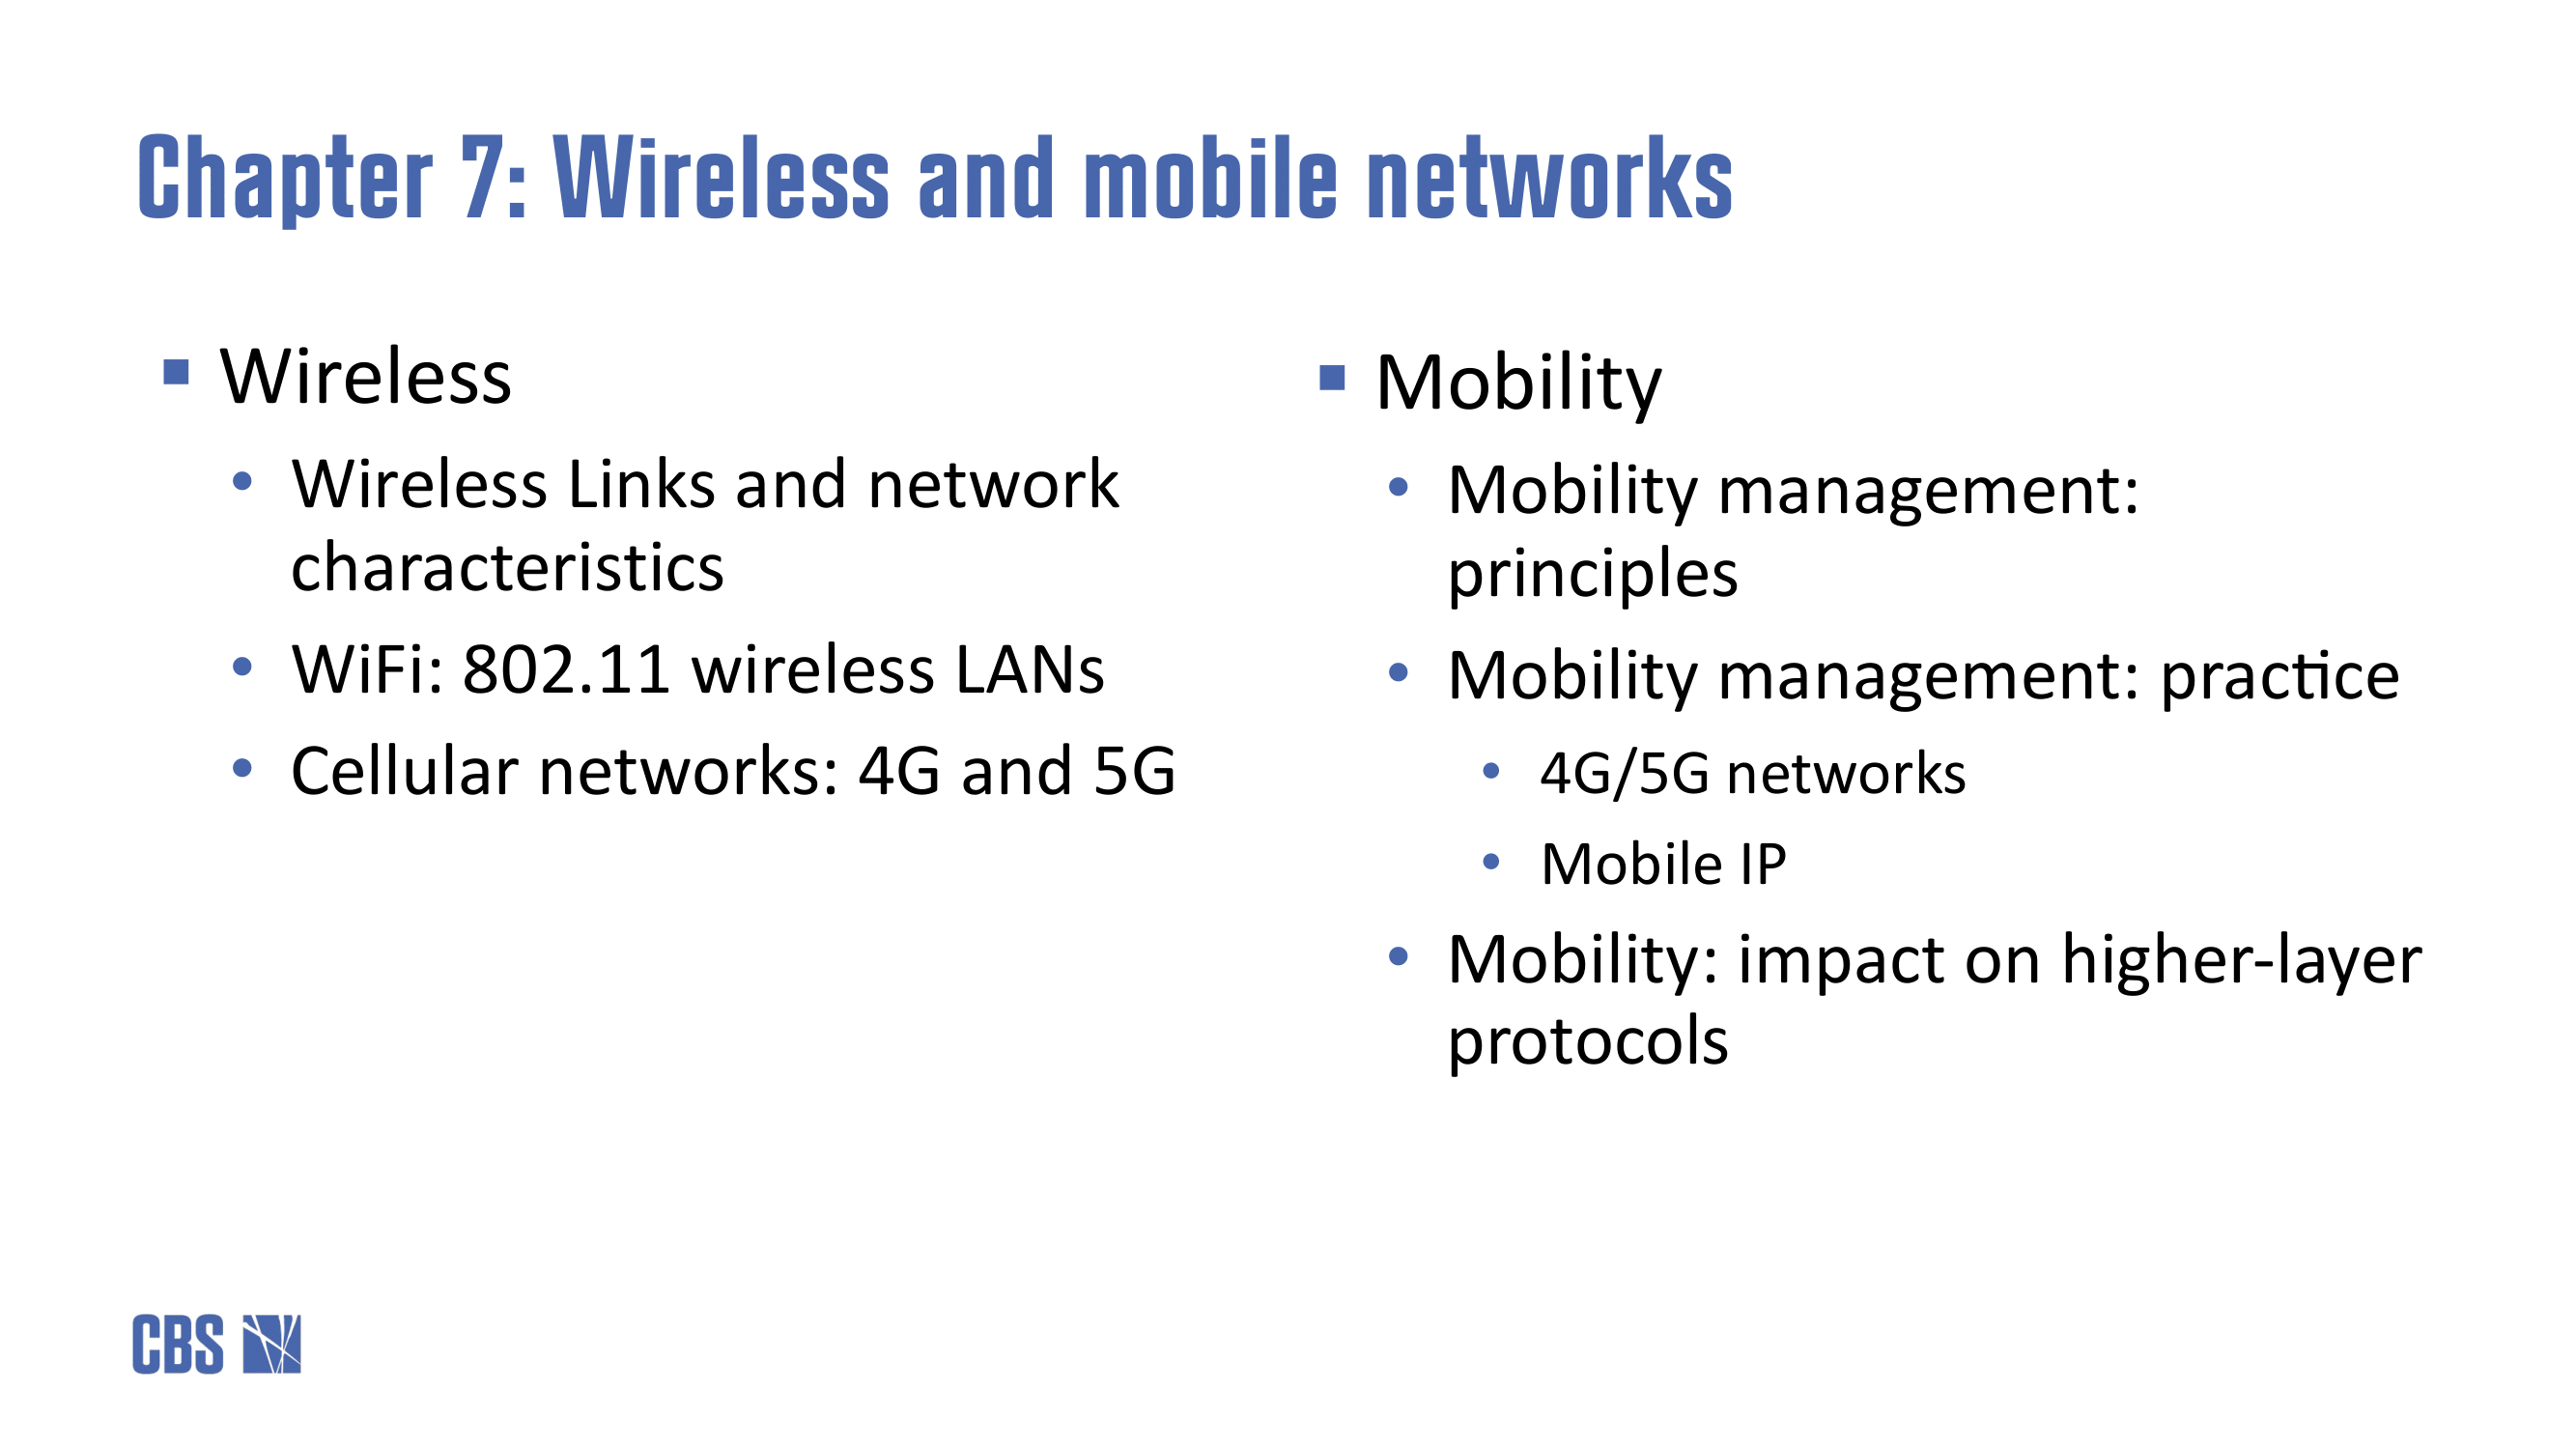 Chapter 7: Wireless and mobile networks
Wireless
Wireless Links and network
characteristics
WiFi: 802.11 wireless LANs
Cellular networks: 4G and 5G
Mobility
Mobility management:
principles
Mobility management: practice
4G/5G networks
Mobile IP
Mobility: impact on higher-layer
protocols
CBS